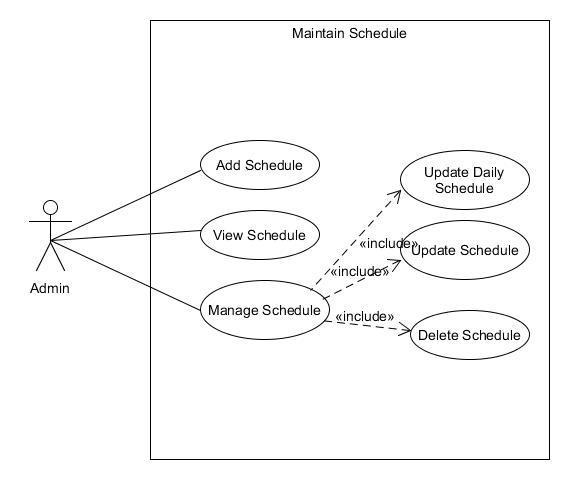 Maintain Schedule
Add Schedule
Update Daily
Schedule
View Schedule
«include»
Update Schedule
«include»
Admin
Manage Schedule
«include»
Delete Schedule